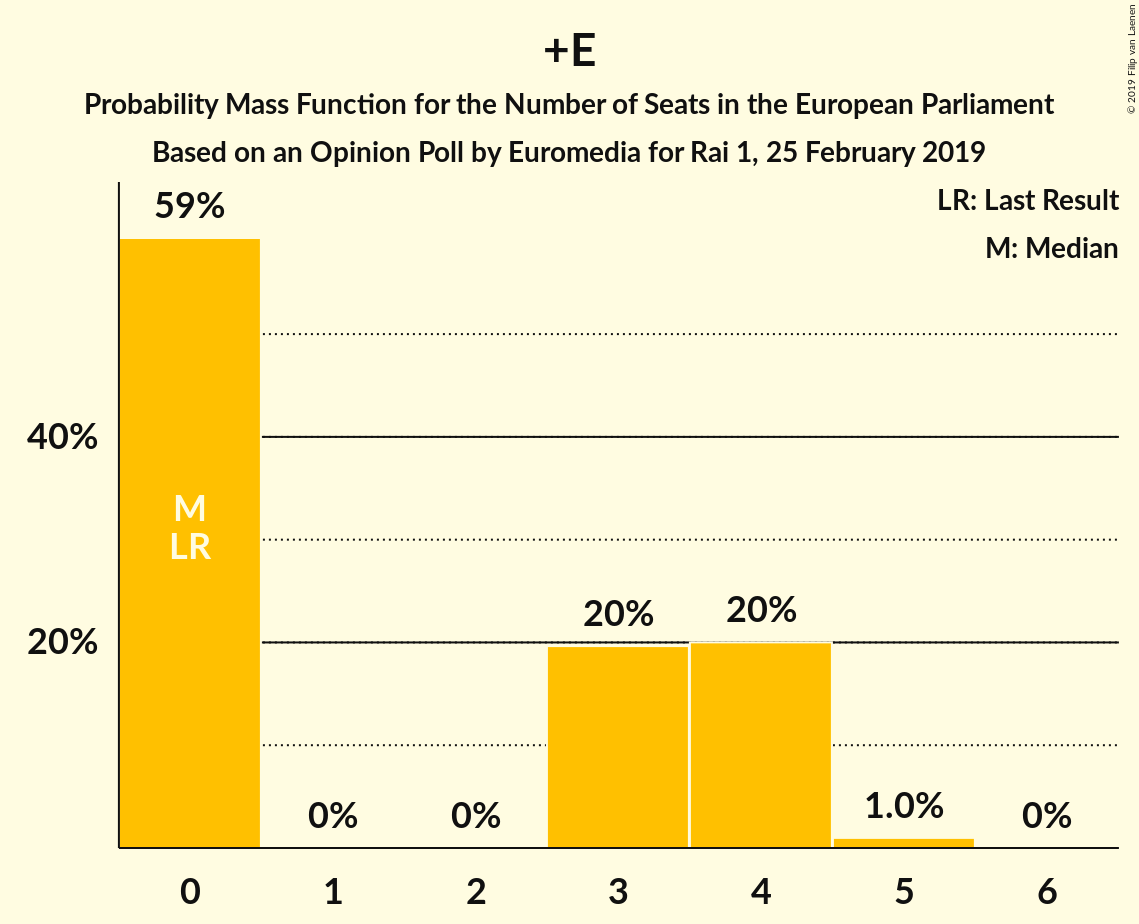 +E
Probability Mass Function for the Number of Seats in the European Parliament
Based on an Opinion Poll by Euromedia for Rai 1, 25 February 2019
© 2019 Filip van Laenen
LR: Last Result
M: Median
59%
40%
M
LR
20%
20%
20%
0%
0%
1.0%
0%
0
1
2
3
4
5
6